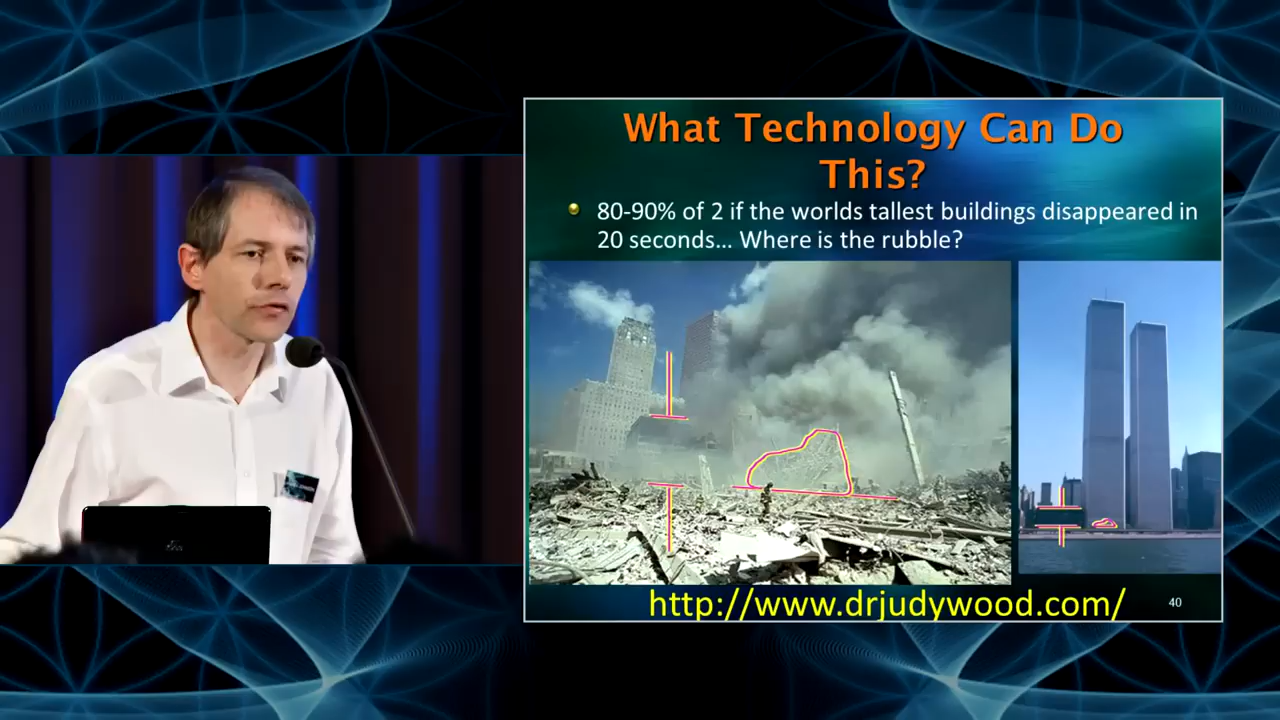 What Technology Can Do
This?
80-90% of 2 if the worlds tallest buildings disappeared in
20 seconds... Where is the rubble?
http://www.drjudywood.com/
40